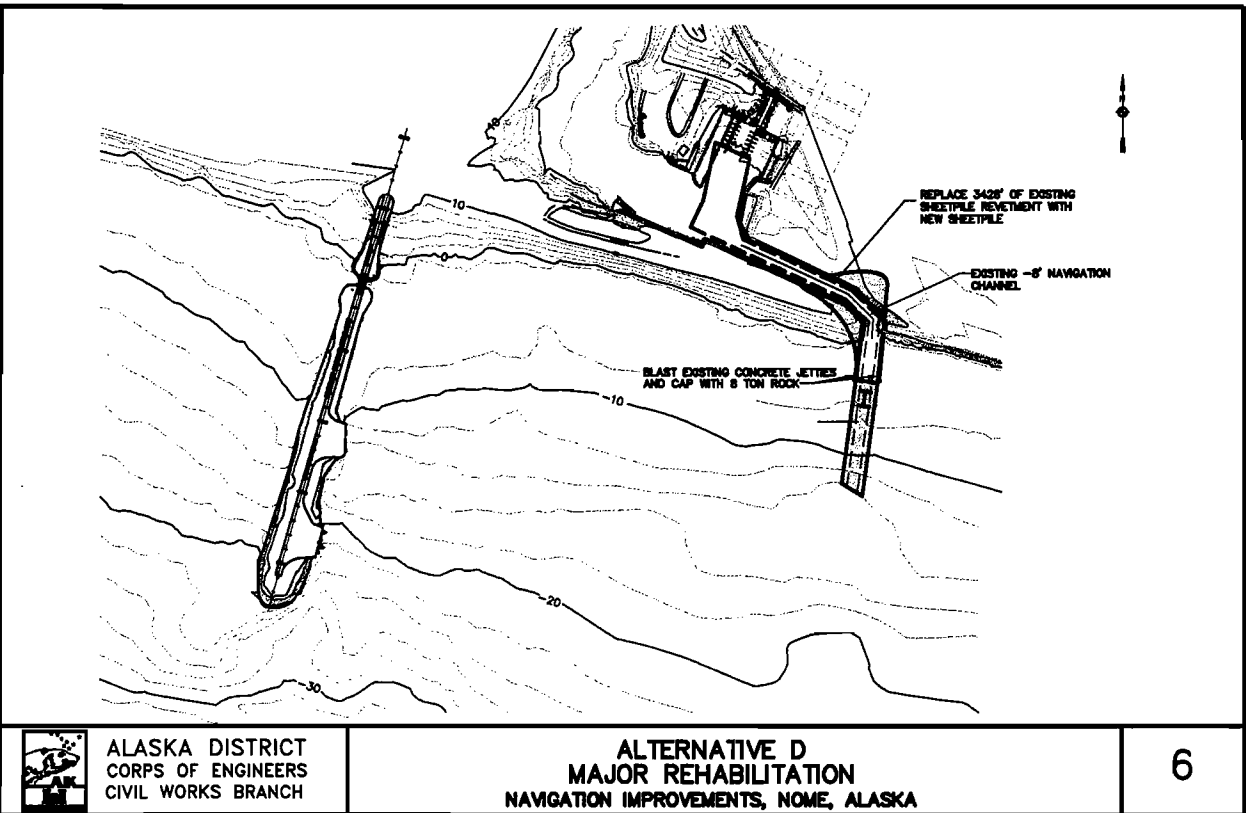 10
REPLACE 3428' OF EXISTING
SHEETPILE REVETMENT WITH
NEW SHEETPILE
10
0
EXISTING -8' NAVIGATION
CHANNEL
BLAST EXISTING CONCRETE JETTIES
AND CAP WITH 8 TON ROCK
-10
-20
-30
AK
ALASKA DISTRICT
CORPS OF ENGINEERS
CIVIL WORKS BRANCH
ALTERNATIVE D
MAJOR REHABILITATION
NAVIGATION IMPROVEMENTS, NOME, ALASKA
6